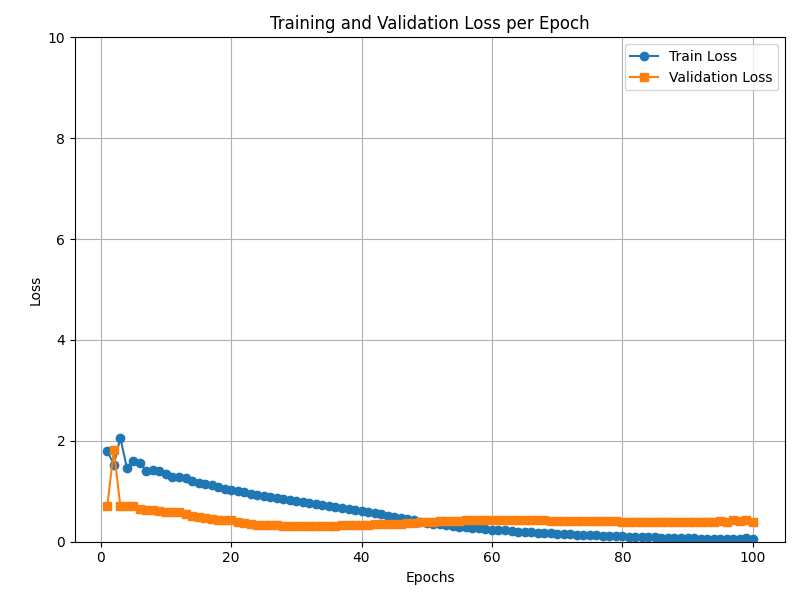 Training and Validation Loss per Epoch
10
8
6
4
2
0
Loss
Train Loss
Validation Loss
0 20 40 60 80 100
Epochs